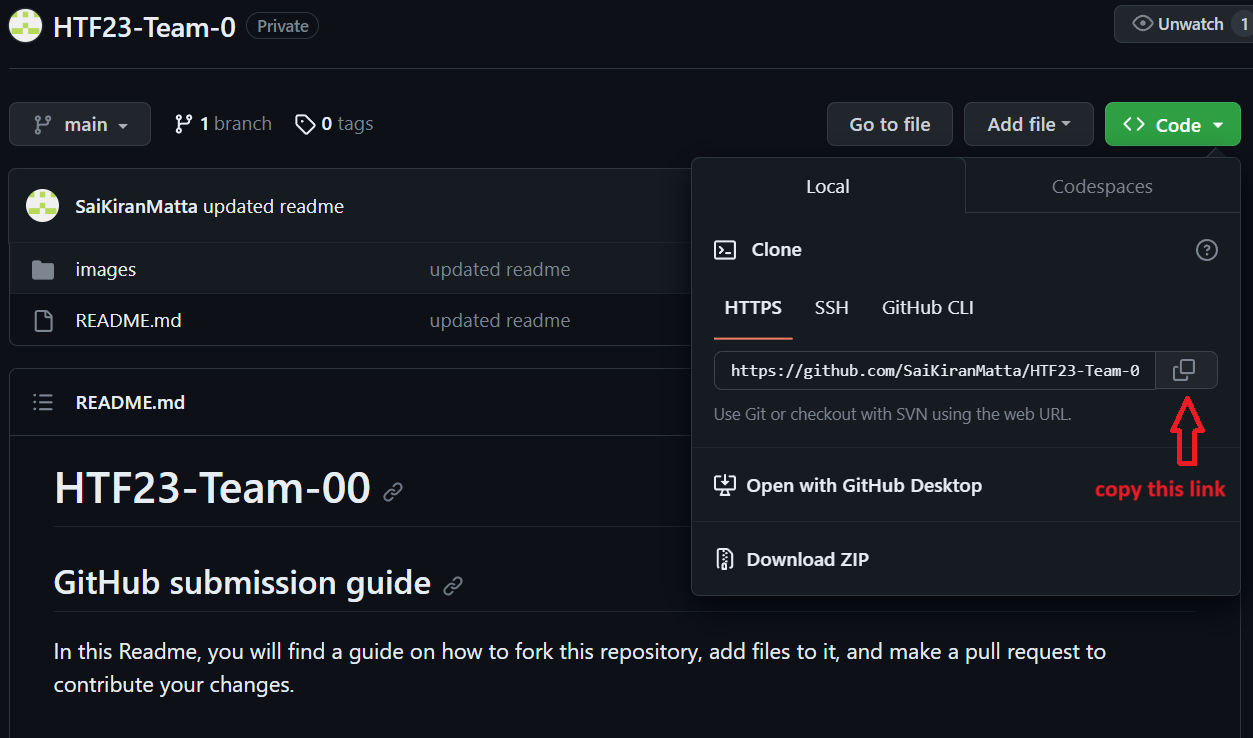 HTF23-Team-0 Private
Unwatch 1
main 1 branch 0 tags
Go to file Add file Code
Local Codespaces
SaiKiranMatta updated readme
images updated readme
README.md updated readme
Clone
HTTPS SSH GitHub CLI
https://github.com/SaiKiranMatta/HTF23-Team-0
Use Git or checkout with SVN using the web URL.
Open with GitHub Desktop
copy this link
Download ZIP
README.md
HTF23-Team-00
GitHub submission guide
In this Readme, you will find a guide on how to fork this repository, add files to it, and make a pull request to
contribute your changes.